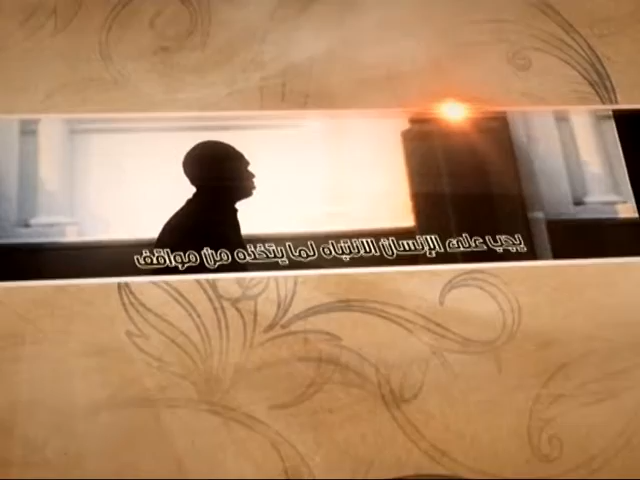 يجب على الإنسان الانتباه لما يتخذه من مواقف